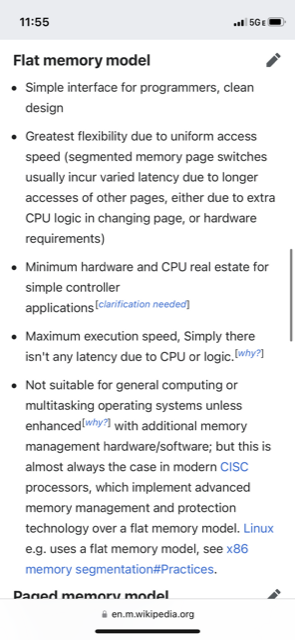 11:55
5G E
Flat memory model
• Simple interface for programmers, clean
design
• Greatest flexibility due to uniform access
speed (segmented memory page switches
usually incur varied latency due to longer
accesses of other pages, either due to extra
CPU logic in changing page, or hardware
requirements)
• Minimum hardware and CPU real estate for
simple controller
applications[clarification needed]
• Maximum execution speed, Simply there
isn't any latency due to CPU or logic.[why?]
• Not suitable for general computing or
multitasking operating systems unless
enhanced[why?] with additional memory
management hardware/software; but this is
almost always the case in modern CISC
processors, which implement advanced
memory management and protection
technology over a flat memory model. Linux
e.g. uses a flat memory model, see x86
memory segmentation#Practices.
Paged memory model
en.m.wikipedia.org